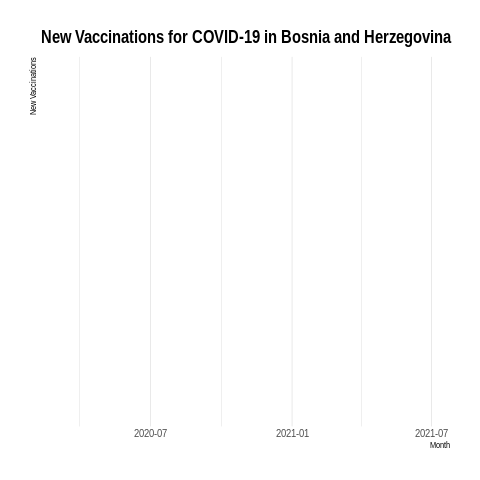 New Vaccinations for COVID-19 in Bosnia and Herzegovina
New Vaccinations
2020-07
2021-01
2021-07
Month